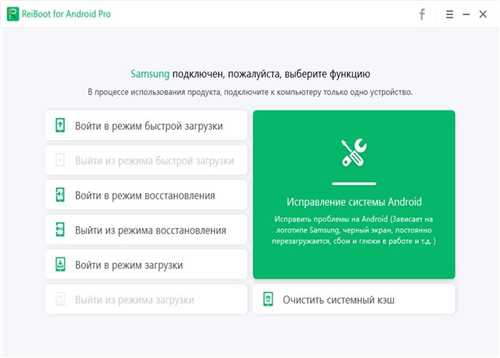 ReiBoot for Android Pro
Samsung подключен, пожалуйста, выберите функцию
В процессе использования продукта, подключите к компьютеру только одно устройство.
Войти в режим быстрой загрузки
Выйти из режима быстрой загрузки
Войти в режим восстановления
Выйти из режима восстановления
Войти в режим загрузки
Выйти из режима загрузки
Исправление системы Android
Исправить проблемы на Android (Зависает на
логотипе Samsung, черный экран, постоянно
перезагружается, сбои и глюки в работе и т.д. )
Очистить системный кэш